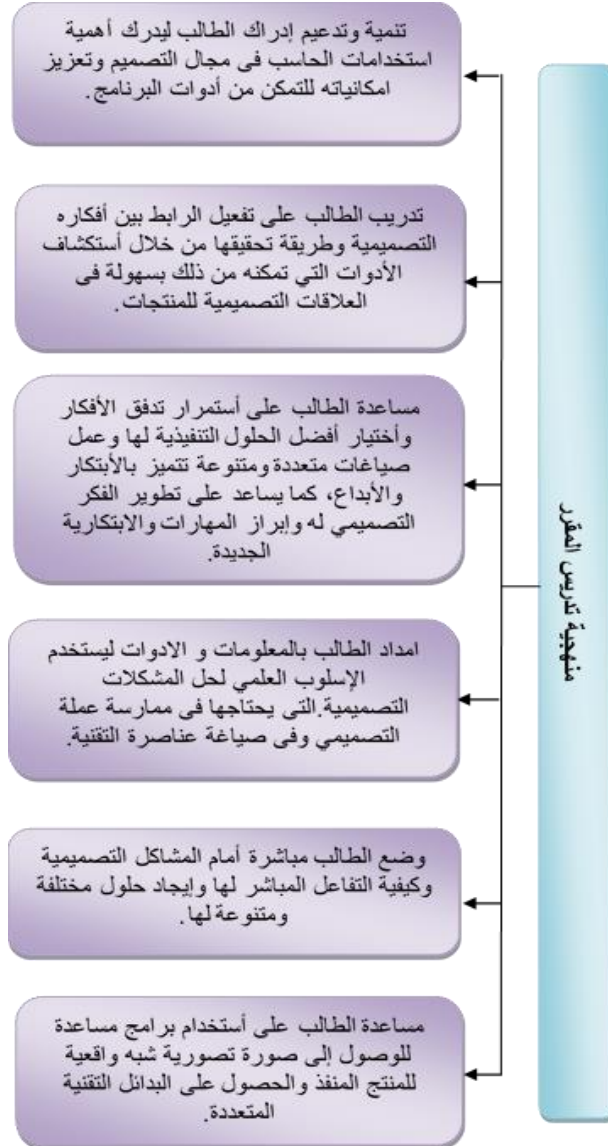 منهجية تدريس المقرر
تنمية وتدعيم إدراك الطالب ليدرك أهمية
استخدامات الحاسب فى مجال التصميم وتعزيز
امكانياته للتمكن من أدوات البرنامج.
تدريب الطالب على تفعيل الرابط بين أفكاره
التصميمية وطريقة تحقيقها من خلال أستكشاف
الأدوات التي تمكنه من ذلك بسهولة فى
العلاقات التصميمية للمنتجات.
مساعدة الطالب على أستمرار تدفق الأفكار
وأختيار أفضل الحلول التنفيذية لها وعمل
صياغات متعددة ومتنوعة تتميز بالأبتكار
والأبداع، كما يساعد على تطوير الفكر
التصميمي له وإبراز المهارات والابتكارية
الجديدة.
امداد الطالب بالمعلومات و الادوات ليستخدم
الإسلوب العلمي لحل المشكلات
التصميمية.التى يحتاجها فى ممارسة عملة
التصميمي وفى صياغة عناصرة التقنية.
وضع الطالب مباشرة أمام المشاكل التصميمية
وكيفية التفاعل المباشر لها وإيجاد حلول مختلفة
ومتنوعة لها.
مساعدة الطالب على أستخدام برامج مساعدة
للوصول إلى صورة تصورية شبه واقعية
للمنتج المنفذ والحصول على البدائل التقنية
المتعددة.